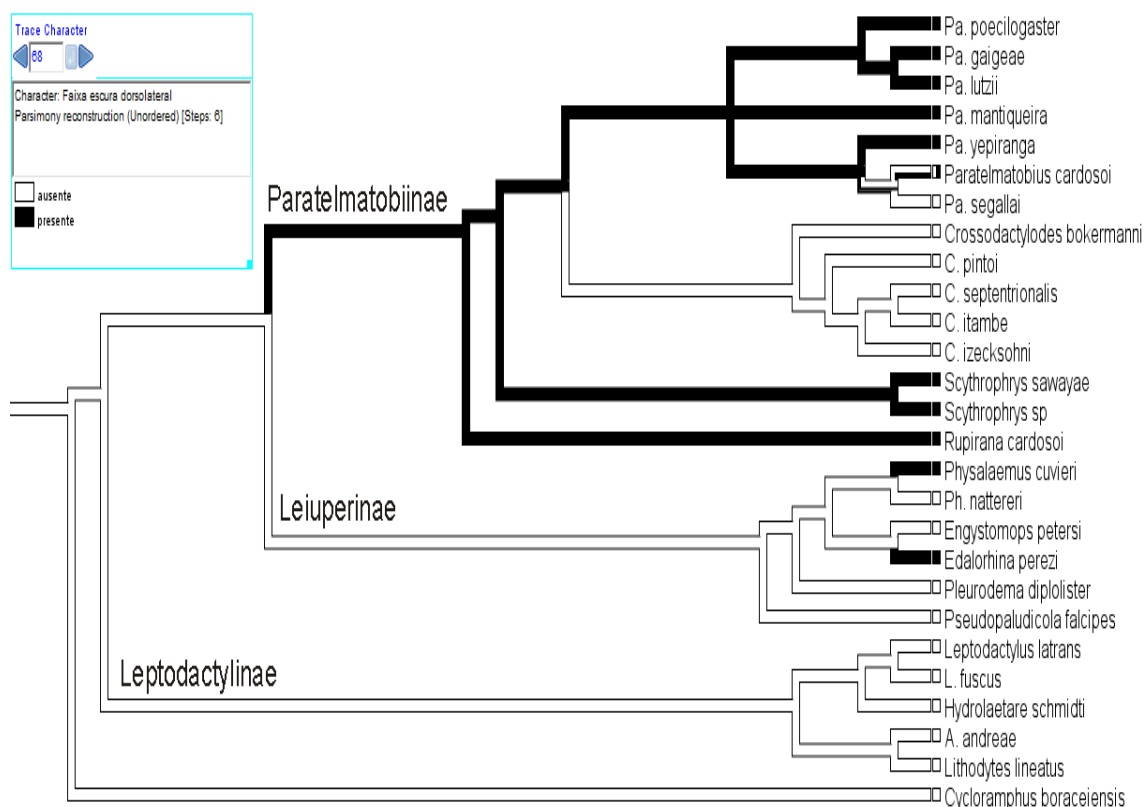 Trace Character
68
Character: Faixa escura dorsolateral
Parsimony reconstruction (Unordered) [Steps: 6]
ausente
presente
Paratelmatobiinae
Leiuperinae
Leptodactylinae
Pa. poecilogaster
Pa. gaigeae
Pa. lutzii
Pa. mantiqueira
Pa. yepiranga
Paratelmatobius cardosoi
Pa. segallai
Crossodactylodes bokermanni
C. pintoi
C. septentrionalis
C. itambe
C. izecksohni
Scythrophrys sawayae
Scythrophrys sp
Rupirana cardosoi
Physalaemus cuvieri
Ph. nattereri
Engystomops petersi
Edalorhina perezi
Pleurodema diplolister
Pseudopaludicola falcipes
Leptodactylus latrans
L. fuscus
Hydrolaetare schmidti
A. andreae
Lithodytes lineatus
Cycloramphus boraceiensis